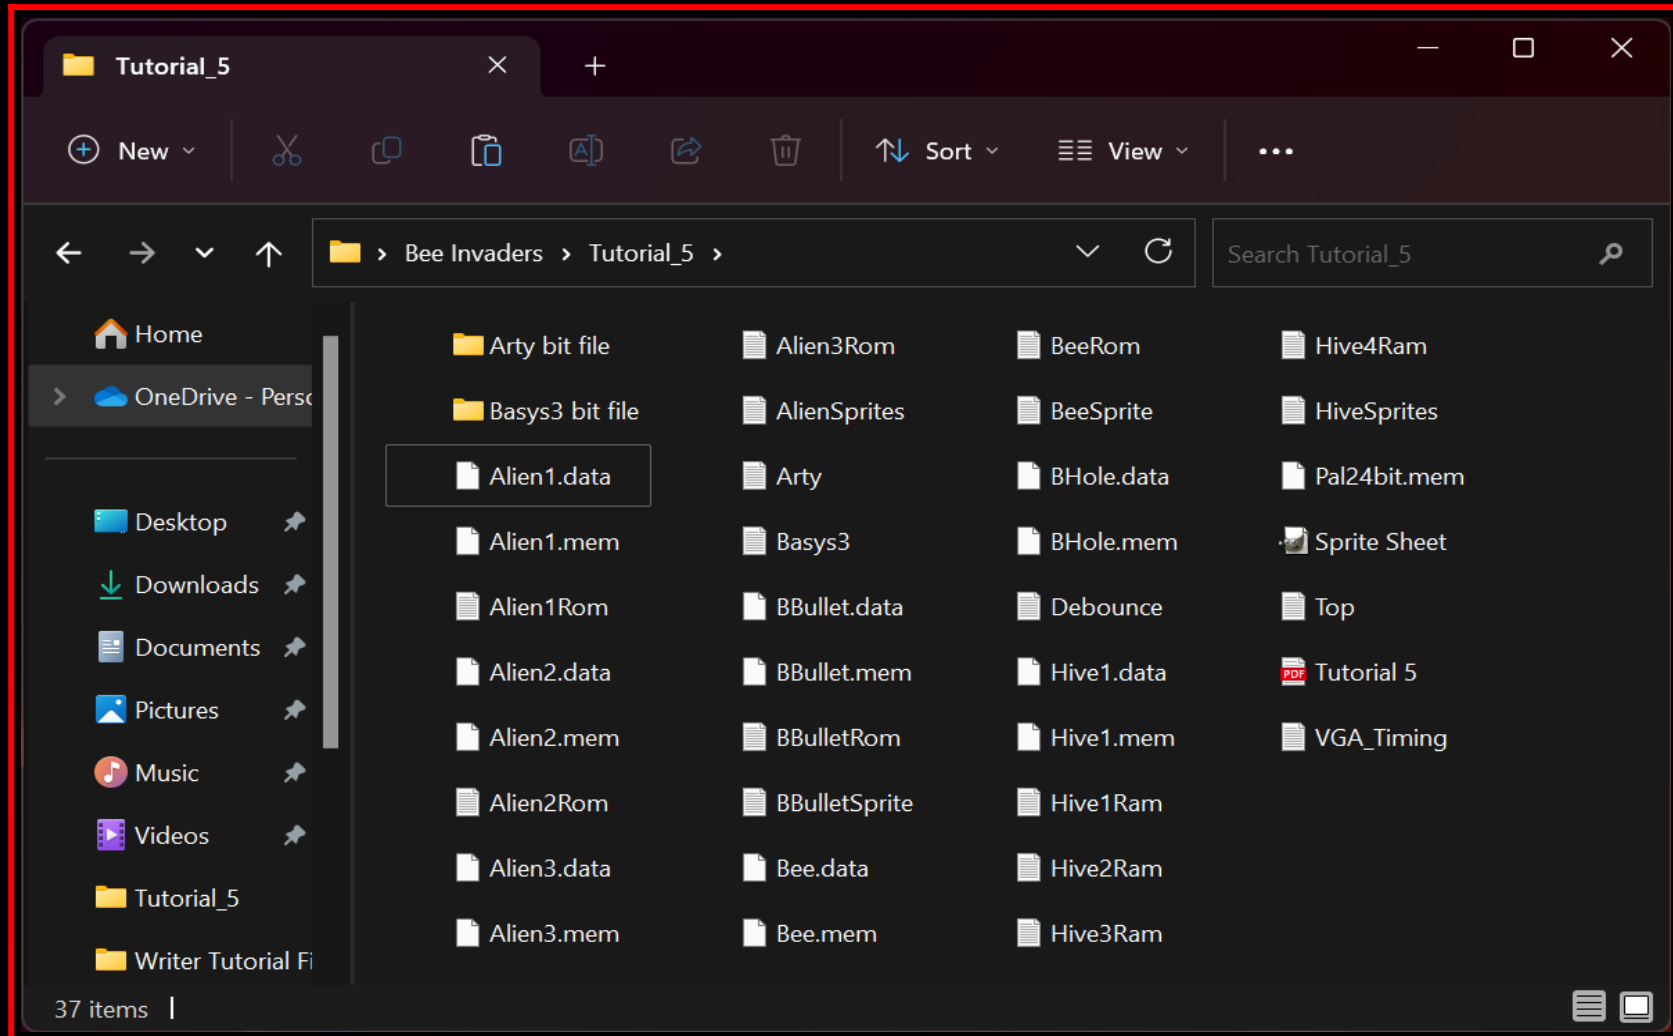 Tutorial_5
New
Sort
View
Bee Invaders
Tutorial_5
Search Tutorial_5
Home
OneDrive - Perso
Desktop
Downloads
Documents
Pictures
Music
Videos
Tutorial_5
Writer Tutorial Fi
Arty bit file
Basys3 bit file
Alien1.data
Alien1.mem
Alien1Rom
Alien2.data
Alien2.mem
Alien2Rom
Alien3.data
Alien3.mem
Alien3Rom
AlienSprites
Arty
Basys3
BBullet.data
BBullet.mem
BBulletRom
BBulletSprite
Bee.data
Bee.mem
BeeRom
BeeSprite
BHole.data
BHole.mem
Debounce
Hive1.data
Hive1.mem
Hive1Ram
Hive2Ram
Hive3Ram
Hive4Ram
HiveSprites
Pal24bit.mem
Sprite Sheet
Top
PDF
Tutorial 5
VGA_Timing
37 items